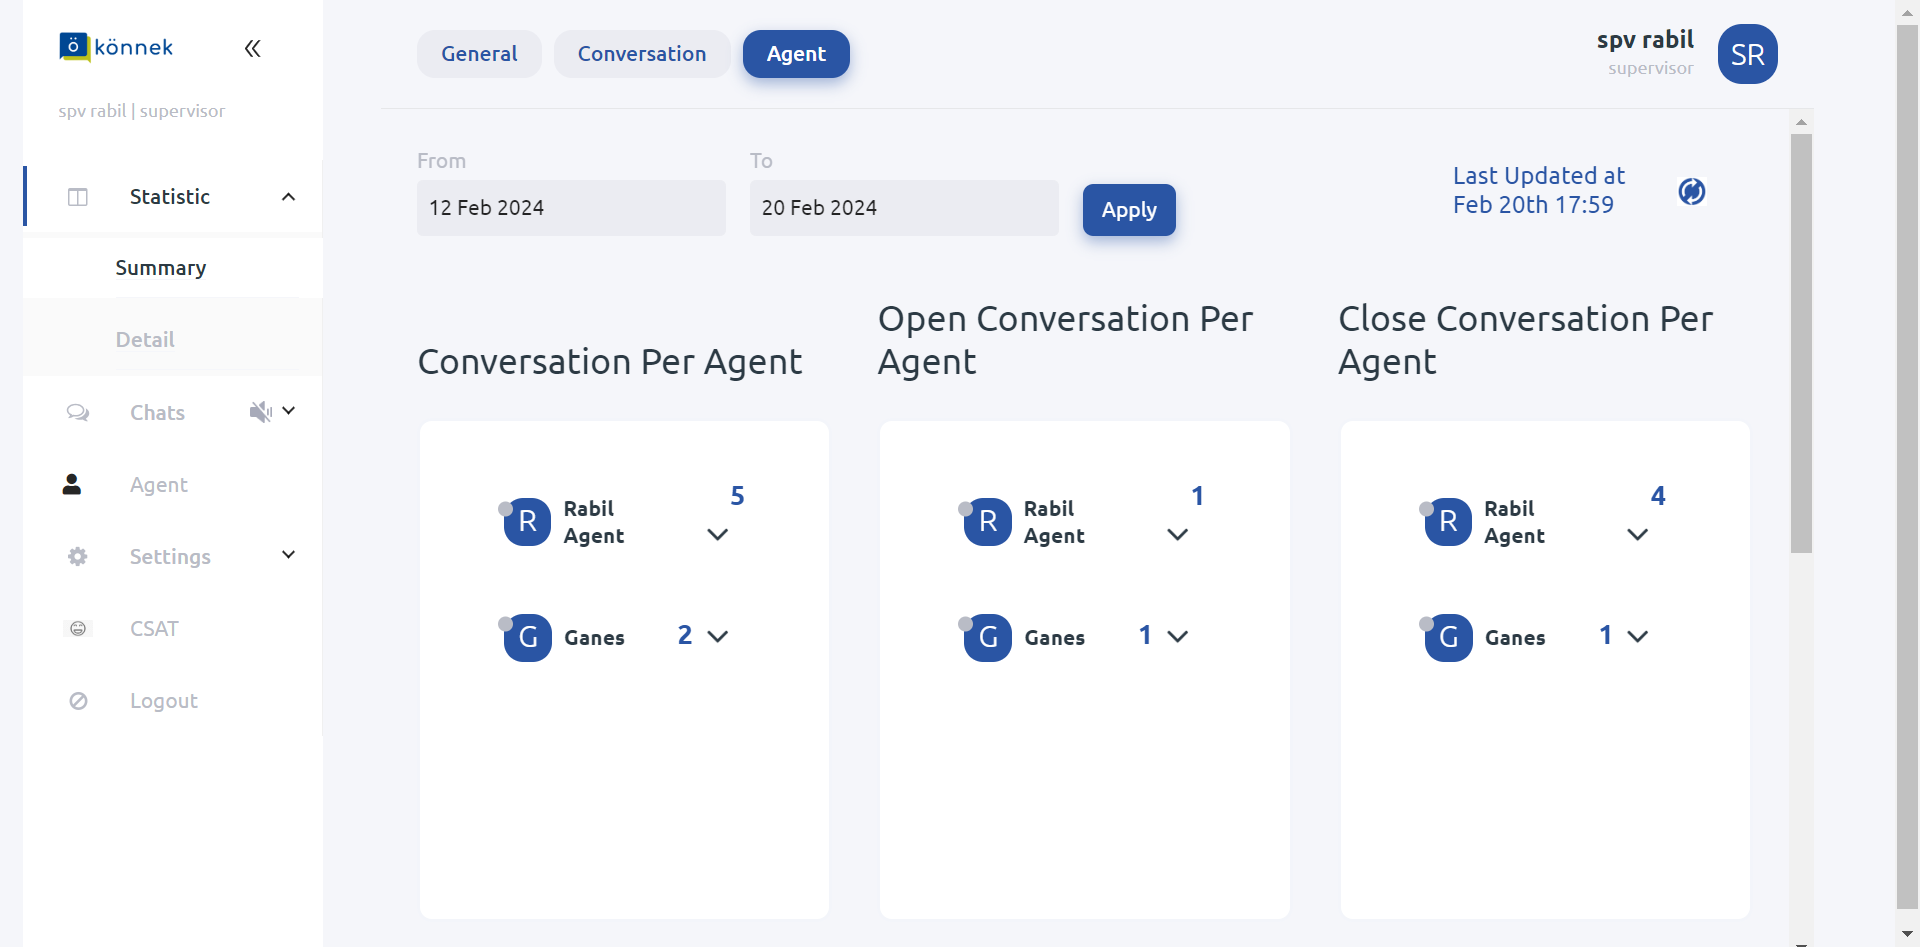 ö könnek
spv rabil | supervisor
Statistic
Summary
Detail
Chats
Agent
Settings
CSAT
Logout
General
Conversation
Agent
spv rabil
supervisor
SR
From
12 Feb 2024
To
20 Feb 2024
Apply
Last Updated at
Feb 20th 17:59
Conversation Per Agent
R
Rabil
Agent
5
G
Ganes
2
Open Conversation Per
Agent
R
Rabil
Agent
1
G
Ganes
1
Close Conversation Per
Agent
R
Rabil
Agent
4
G
Ganes
1